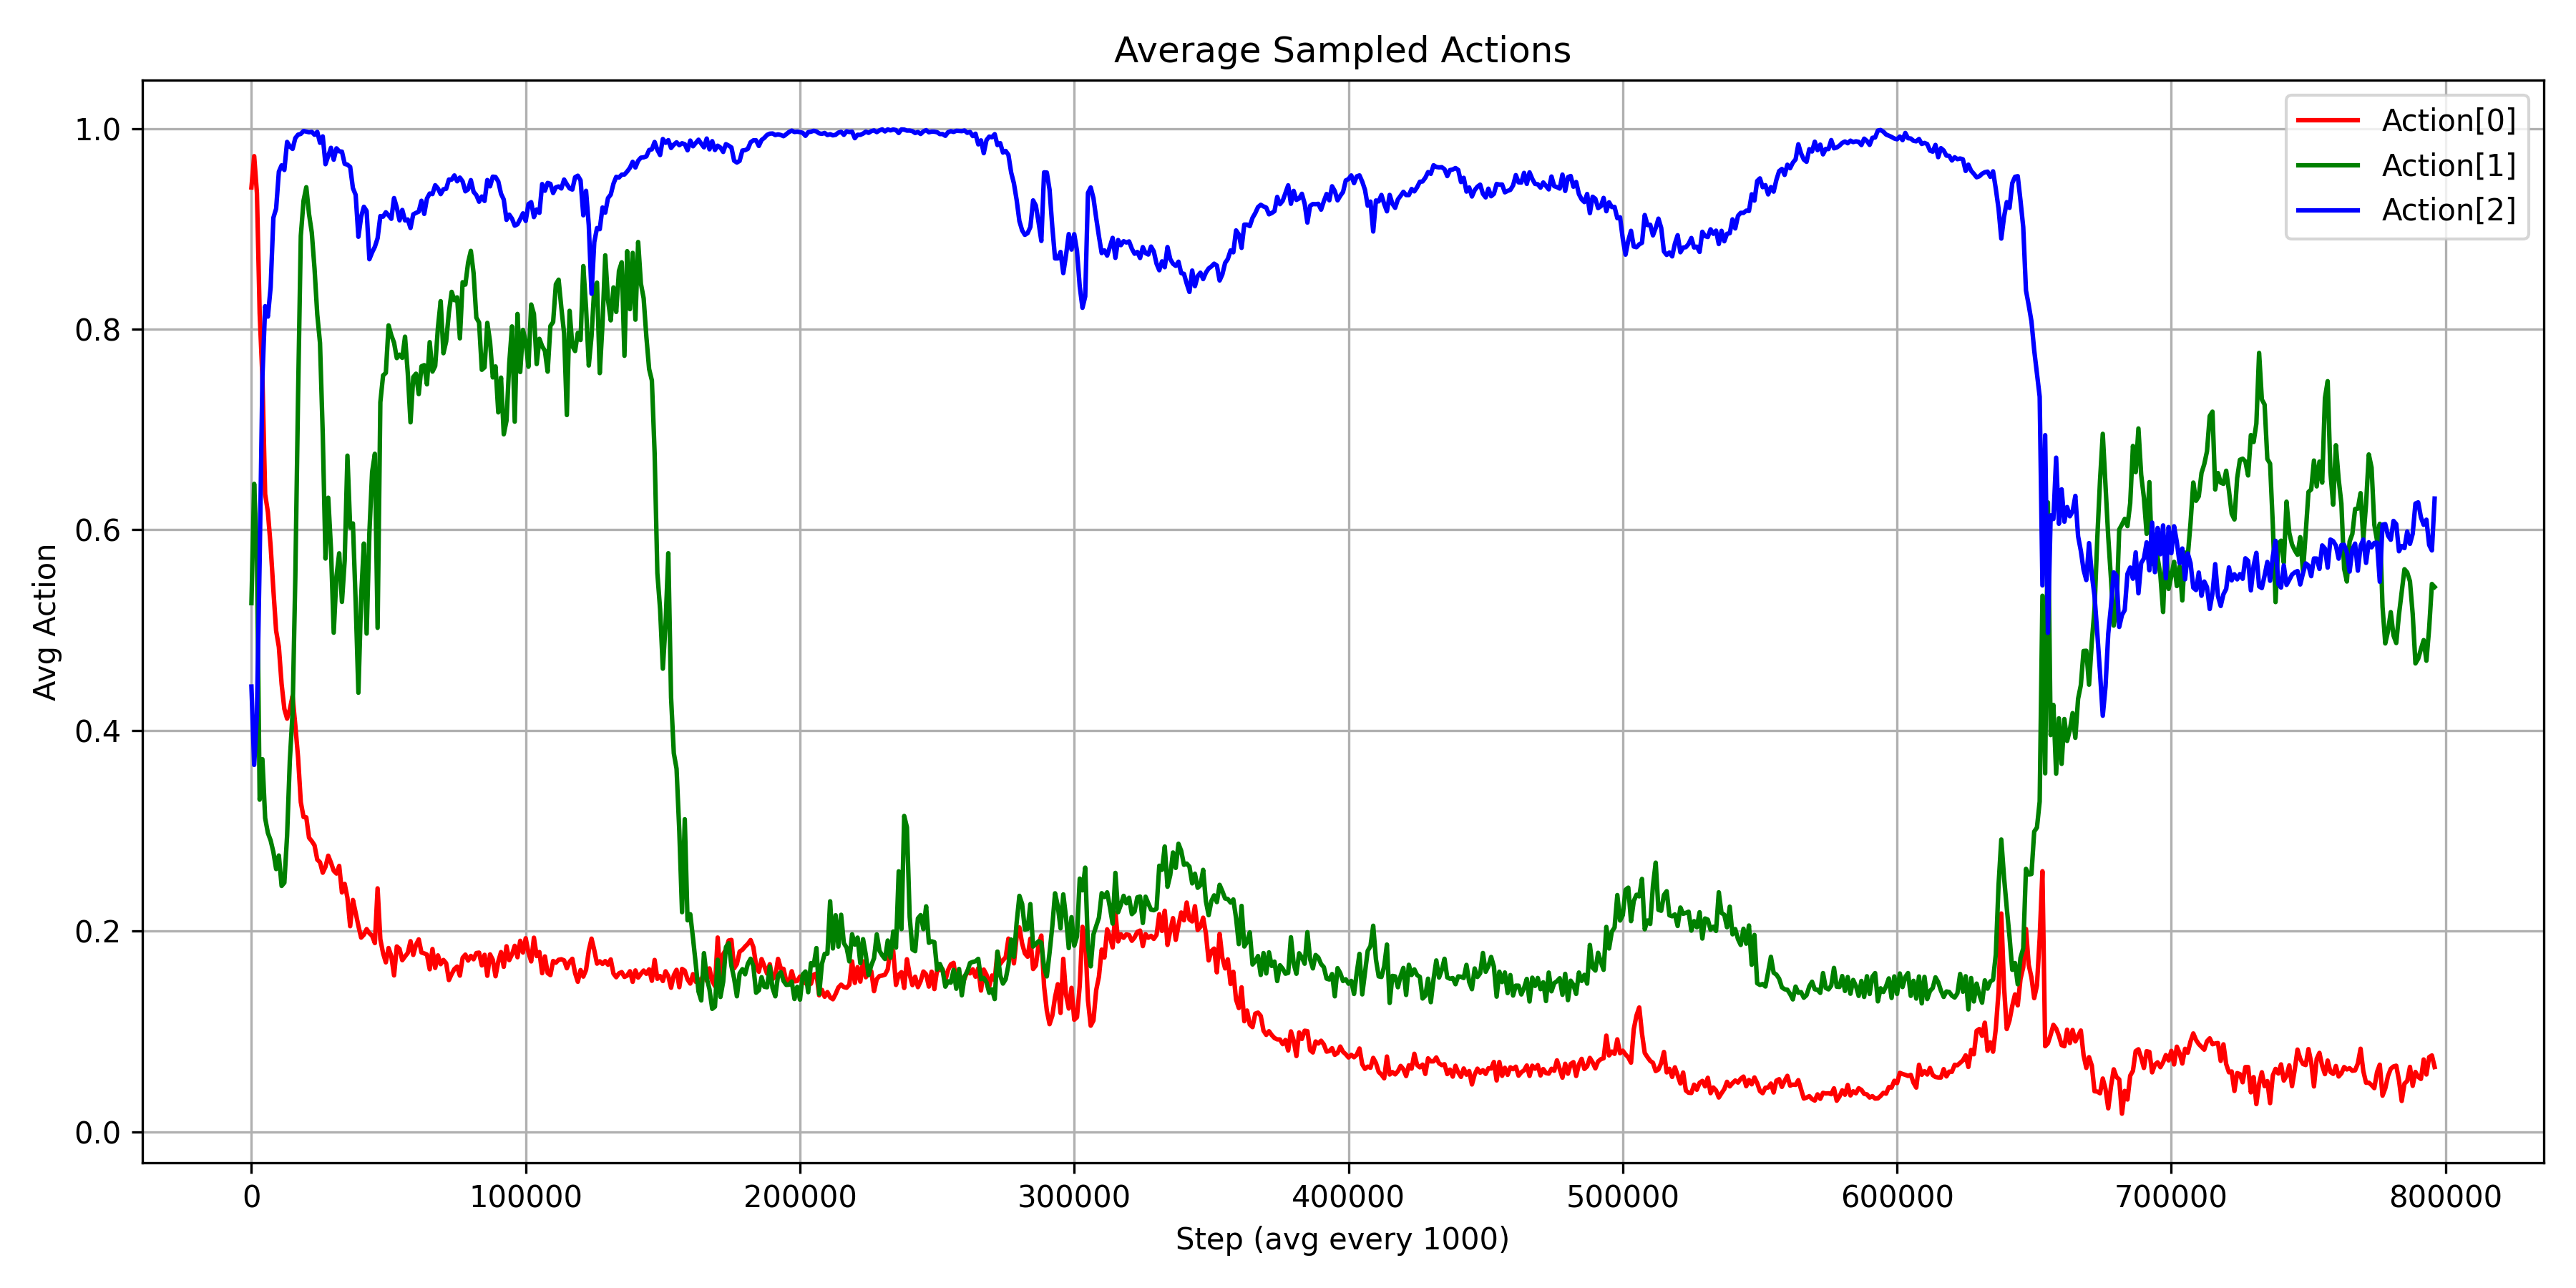 Average Sampled Actions
Action[0]
Action[1]
Action[2]
1.0
0.8
0.6
0.4
0.2
0.0
Avg Action
0 100000 200000 300000 400000 500000 600000 700000 800000
Step (avg every 1000)